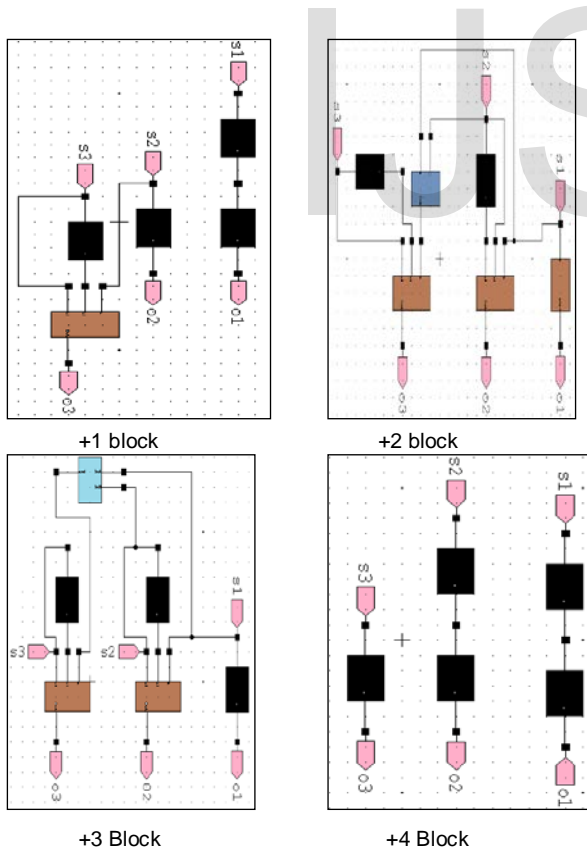 IJS
s1
s3
s2
o3
o2
o1
+1 block
s2
s3
s1
o3
o2
o1
+2 block
s1
s3
s2
o3
o2
o1
+3 Block
s2
s1
s3
o3
o2
o1
+4 Block